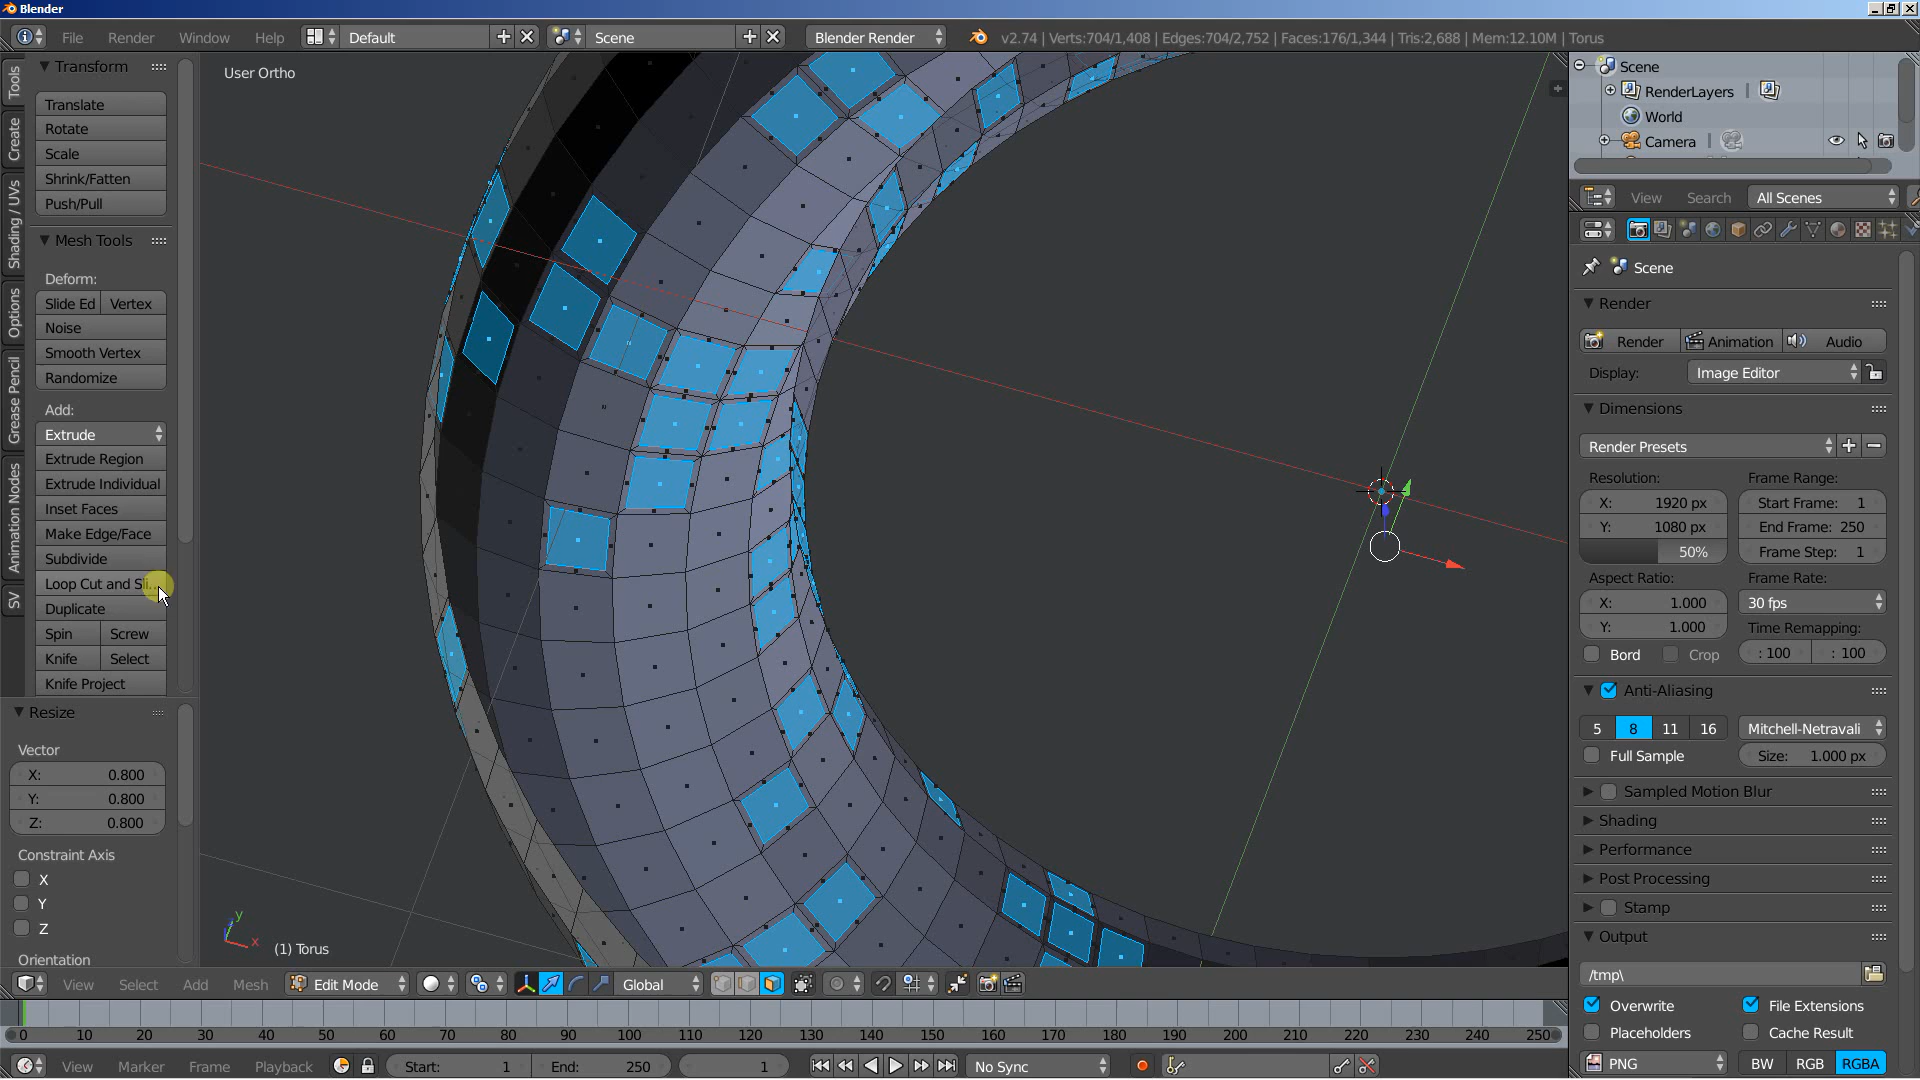 Blender
File Render Window Help Default Scene Blender Render v2.74 | Verts:704/1,408 | Edges:704/2,752 | Faces:176/1,344 | Tris:2,688 | Mem:12.10M | Torus
Tools
Create
Shading / UVs
Options
Grease Pencil
Animation Nodes
SV
Transform
Translate
Rotate
Scale
Shrink/Fatten
Push/Pull
Mesh Tools
Deform:
Slide Ed Vertex
Noise
Smooth Vertex
Randomize
Add:
Extrude
Extrude Region
Extrude Individual
Inset Faces
Make Edge/Face
Subdivide
Loop Cut and Sli...
Duplicate
Spin Screw
Knife Select
Knife Project
Resize
Vector
X: 0.800
Y: 0.800
Z: 0.800
Constraint Axis
X
Y
Z
Orientation
User Ortho
y
x
(1) Torus
View Select Add Mesh Edit Mode Global
0 10 20 30 40 50 60 70 80 90 100 110 120 130 140 150 160 170 180 190 200 210 220 230 240 250
View Marker Frame Playback Start: 1 End: 250 1 No Sync
Scene
RenderLayers
World
Camera
View Search All Scenes
Scene
Render
Render Animation Audio
Display: Image Editor
Dimensions
Render Presets
Resolution: Frame Range:
X: 1920 px Start Frame: 1
Y: 1080 px End Frame: 250
50% Frame Step: 1
Aspect Ratio: Frame Rate:
X: 1.000 30 fps
Y: 1.000 Time Remapping:
Bord Crop : 100 : 100
Anti-Aliasing
5 8 11 16 Mitchell-Netravali
Full Sample Size: 1.000 px
Sampled Motion Blur
Shading
Performance
Post Processing
Stamp
Output
/tmp\
Overwrite File Extensions
Placeholders Cache Result
PNG BW RGB RGBA